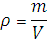 ρ = m/V